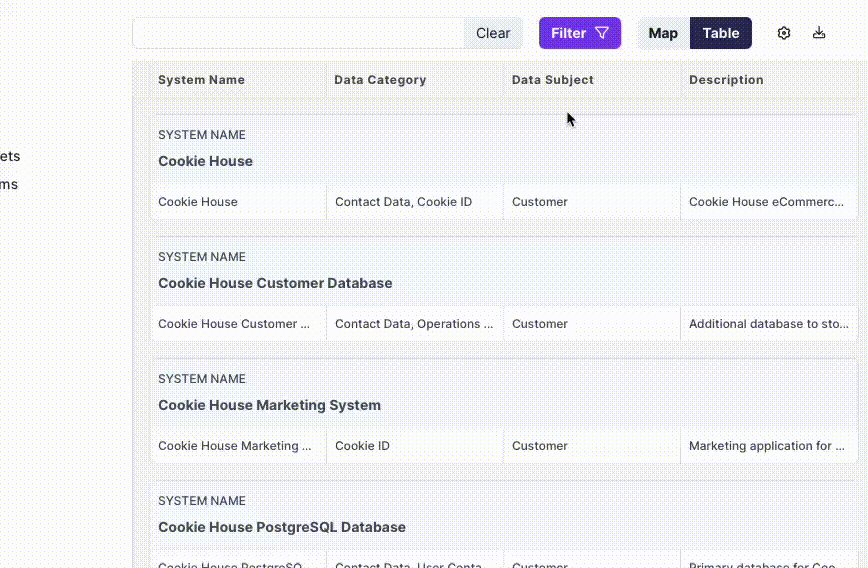 Clear Filter Map Table
System Name Data Category Data Subject Description
SYSTEM NAME
ets
Cookie House
ms
Cookie House Contact Data, Cookie ID Customer Cookie House eCommerc...
SYSTEM NAME
Cookie House Customer Database
Cookie House Customer ... Contact Data, Operations ... Customer Additional database to sto...
SYSTEM NAME
Cookie House Marketing System
Cookie House Marketing ... Cookie ID Customer Marketing application for ...
SYSTEM NAME
Cookie House PostgreSQL Database
Cookie House PostgreSQ... Contact Data, User Conta... Customer Primary database for Coo...